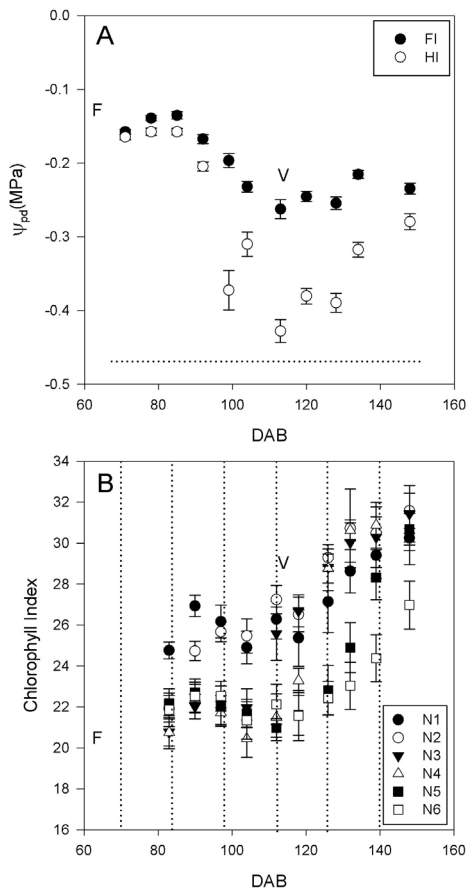 A
FI
HI
F
V
0.0
-0.1
-0.2
-0.3
-0.4
-0.5
Ψpd(MPa)
60 80 100 120 140 160
DAB
B
V
F
34
32
30
28
26
24
22
20
18
16
Chlorophyll Index
N1
N2
N3
N4
N5
N6
60 80 100 120 140 160
DAB